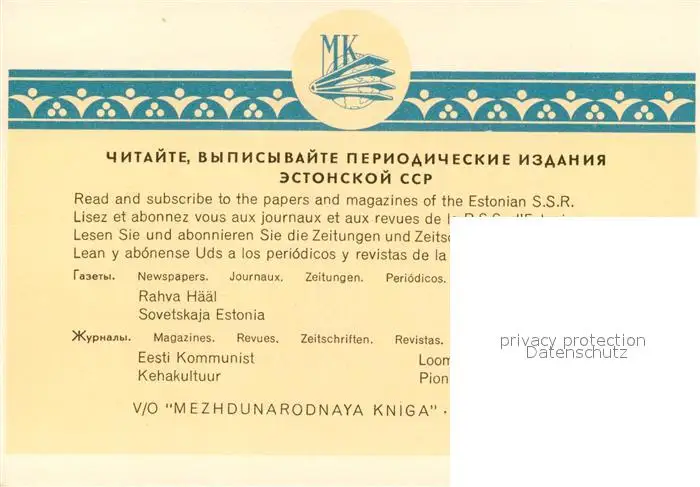 МК
ЧИТАЙТЕ, ВЫПИСЫВАЙТЕ ПЕРИОДИЧЕСКИЕ ИЗДАНИЯ
ЭСТОНСКОЙ ССР
Read and subscribe to the papers and magazines of the Estonian S.S.R.
Lisez et abonnez vous aux journaux et aux revues de
Lesen Sie und abonnieren Sie die Zeitungen und
Lean y abónense Uds a los periódicos y revistas de la
Газеты. Newspapers. Journaux. Zeitungen. Periódicos.
Rahva Hääl
Sovetskaja Estonia
Журналы. Magazines. Revues. Zeitschriften. Revistas.
Eesti Kommunist Loom
Kehakultuur Pion
V/O "MEZHDUNARODNAYA KNIGA" ·
privacy protection
Datenschutz